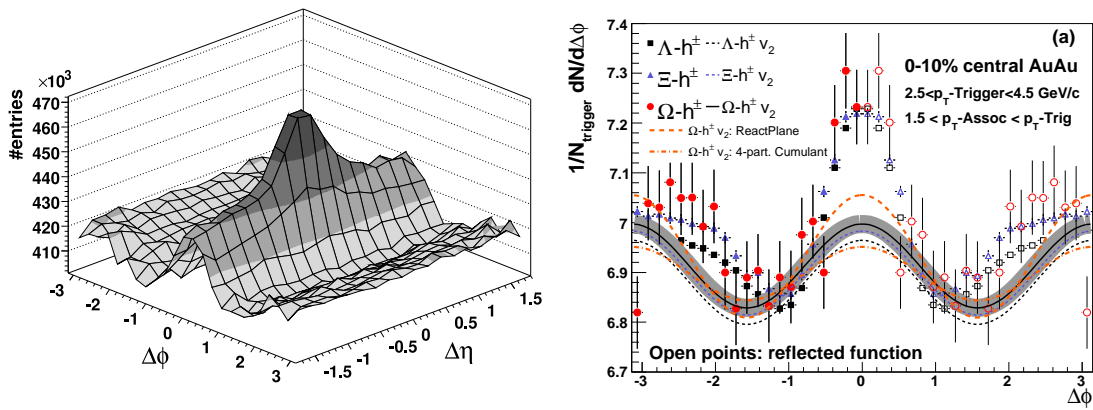 ×10³
470
460
450
440
430
420
410
#entries
-3
-2
-1
0
1
2
3
Δϕ
-1.5
-1
-0.5
0
0.5
1
1.5
Δη
1/N_trigger dN/dΔϕ
7.4
7.3
7.2
7.1
7
6.9
6.8
6.7
(a)
Λ-h± Λ-h± v₂
Ξ-h± Ξ-h± v₂
Ω-h± Ω-h± v₂
Ω-h± v₂: ReactPlane
Ω-h± v₂: 4-part. Cumulant
0-10% central AuAu
2.5<p_T-Trigger<4.5 GeV/c
1.5 < p_T-Assoc < p_T-Trig
Open points: reflected function
-3 -2 -1 0 1 2 3
Δϕ